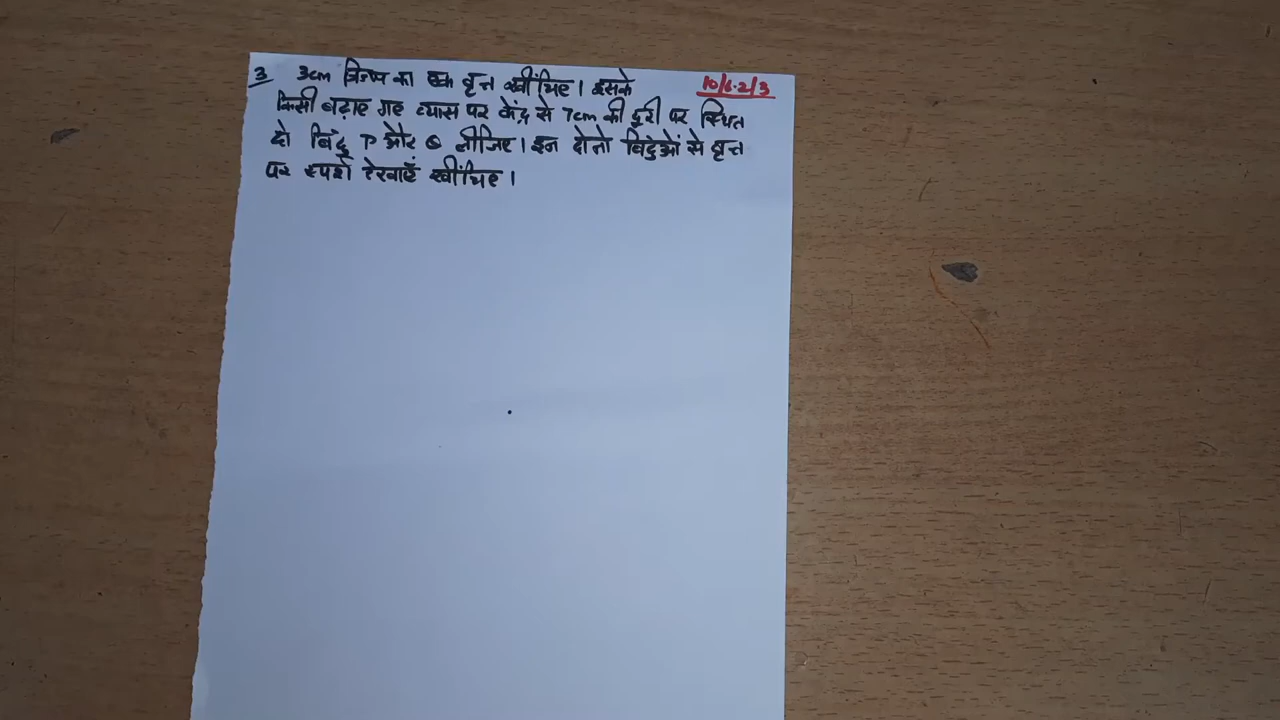 3 3cm त्रिज्या का एक वृत्त खींचिए। इसके 10/6.2/3
किसी बढ़ाए गए व्यास पर केंद्र से 7cm की दुरी पर स्थित
दो बिंदु P और Q लीजिए। इन दोनो बिंदुओं से वृत्त
पर स्पर्श रेखाएँ खींचिए।